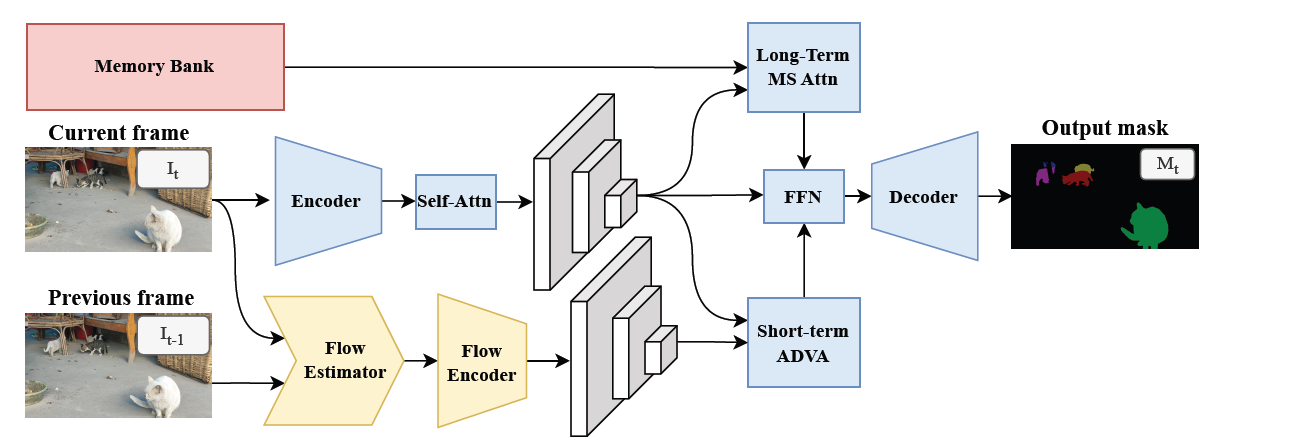 Memory Bank
Long-Term
MS Attn
Current frame
I_t
Encoder
Self-Attn
FFN
Decoder
Output mask
M_t
Previous frame
I_t-1
Flow
Estimator
Flow
Encoder
Short-term
ADVA